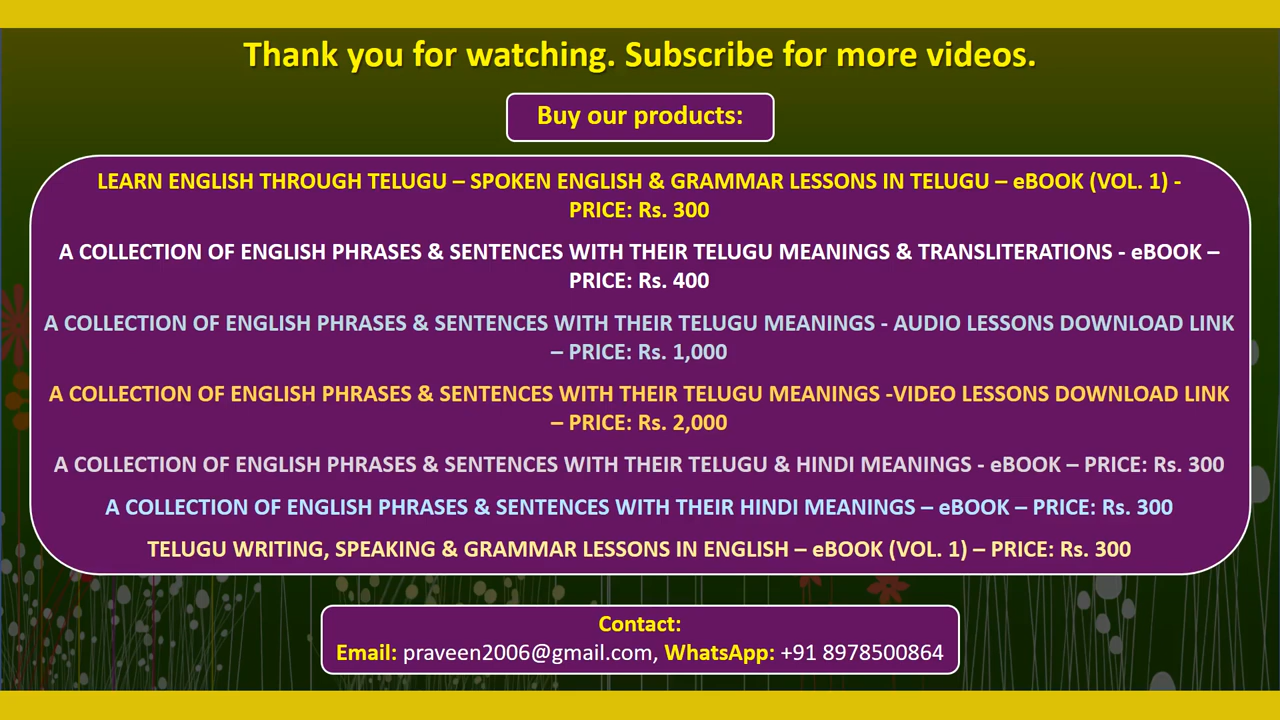 Thank you for watching. Subscribe for more videos.
Buy our products:
LEARN ENGLISH THROUGH TELUGU – SPOKEN ENGLISH & GRAMMAR LESSONS IN TELUGU – eBOOK (VOL. 1) -
PRICE: Rs. 300
A COLLECTION OF ENGLISH PHRASES & SENTENCES WITH THEIR TELUGU MEANINGS & TRANSLITERATIONS - eBOOK –
PRICE: Rs. 400
A COLLECTION OF ENGLISH PHRASES & SENTENCES WITH THEIR TELUGU MEANINGS - AUDIO LESSONS DOWNLOAD LINK
– PRICE: Rs. 1,000
A COLLECTION OF ENGLISH PHRASES & SENTENCES WITH THEIR TELUGU MEANINGS -VIDEO LESSONS DOWNLOAD LINK
– PRICE: Rs. 2,000
A COLLECTION OF ENGLISH PHRASES & SENTENCES WITH THEIR TELUGU & HINDI MEANINGS - eBOOK – PRICE: Rs. 300
A COLLECTION OF ENGLISH PHRASES & SENTENCES WITH THEIR HINDI MEANINGS – eBOOK – PRICE: Rs. 300
TELUGU WRITING, SPEAKING & GRAMMAR LESSONS IN ENGLISH – eBOOK (VOL. 1) – PRICE: Rs. 300
Contact:
Email: praveen2006@gmail.com, WhatsApp: +91 8978500864